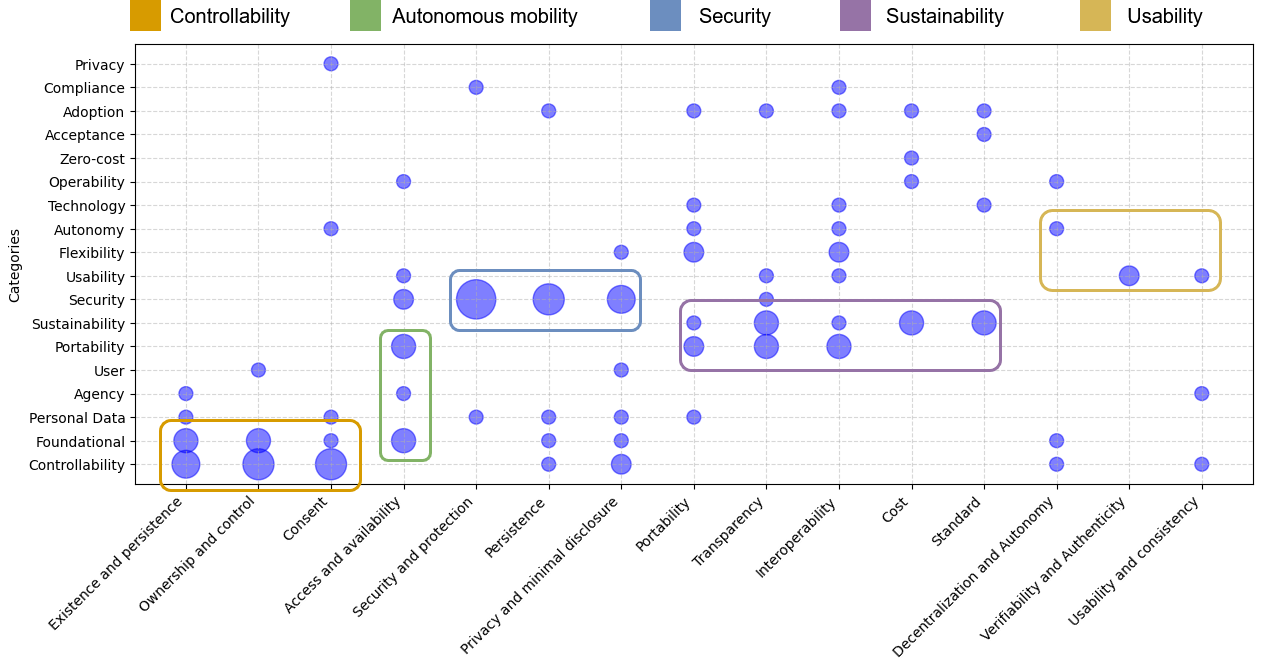 Controllability
Autonomous mobility
Security
Sustainability
Usability
Categories
Privacy
Compliance
Adoption
Acceptance
Zero-cost
Operability
Technology
Autonomy
Flexibility
Usability
Security
Sustainability
Portability
User
Agency
Personal Data
Foundational
Controllability
Existence and persistence
Ownership and control
Consent
Access and availability
Security and protection
Persistence
Privacy and minimal disclosure
Portability
Transparency
Interoperability
Cost
Standard
Decentralization and Autonomy
Verifiability and Authenticity
Usability and consistency